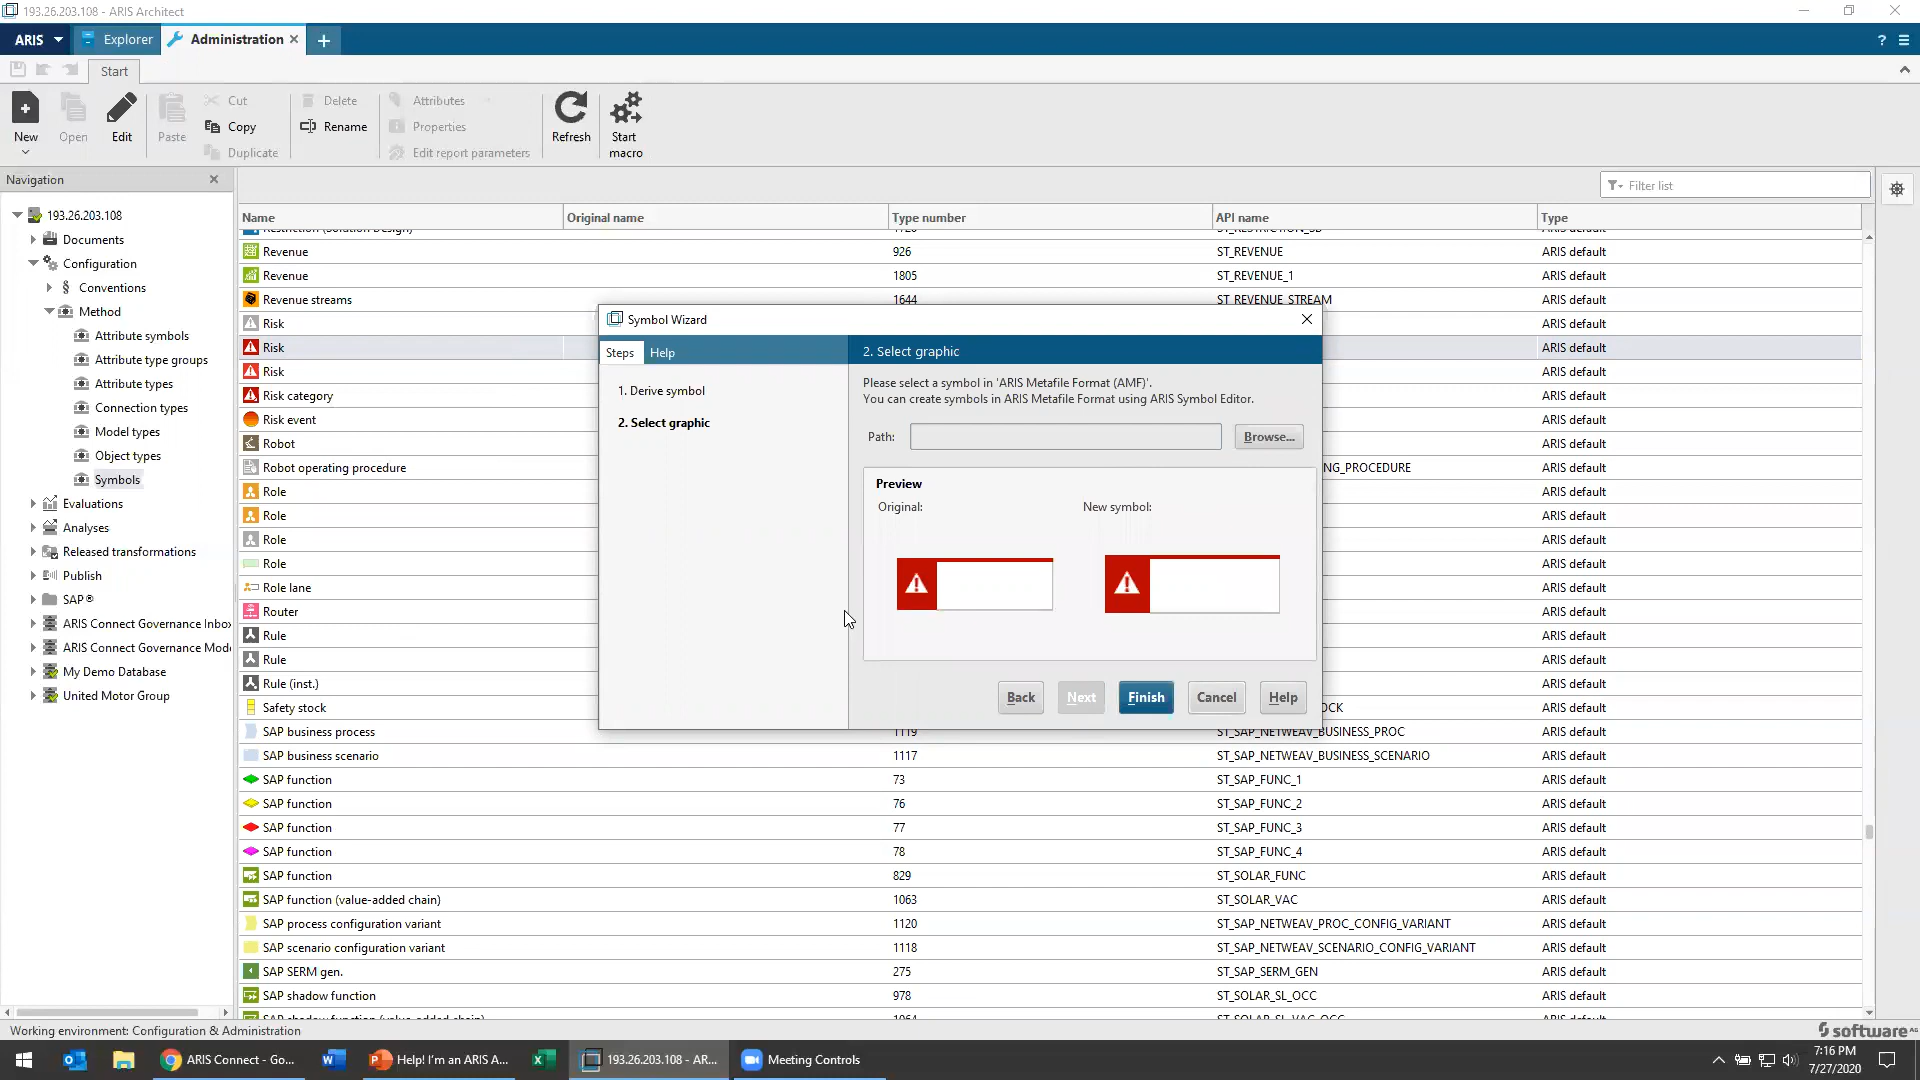 193.26.203.108 - ARIS Architect
ARIS Explorer Administration
Start
New Open Edit Paste Cut Copy Duplicate Delete Rename Attributes Properties Edit report parameters Refresh Start macro
Navigation
Filter list
Name Original name Type number API name Type
193.26.203.108
Documents
Configuration
Conventions
Method
Attribute symbols
Attribute type groups
Attribute types
Connection types
Model types
Object types
Symbols
Evaluations
Analyses
Released transformations
Publish
SAP®
ARIS Connect Governance Inbo
ARIS Connect Governance Mod
My Demo Database
United Motor Group
Revenue 926 ST_REVENUE ARIS default
Revenue 1805 ST_REVENUE_1 ARIS default
Revenue streams 1644 ST_REVENUE_STREAM ARIS default
Risk ARIS default
Risk ARIS default
Risk ARIS default
Risk category ARIS default
Risk event ARIS default
Robot ARIS default
Robot operating procedure NG_PROCEDURE ARIS default
Role ARIS default
Role ARIS default
Role ARIS default
Role ARIS default
Role lane ARIS default
Router ARIS default
Rule ARIS default
Rule ARIS default
Rule (inst.) ARIS default
Safety stock OCK ARIS default
SAP business process 1119 ST_SAP_NETWEAV_BUSINESS_PROC ARIS default
SAP business scenario 1117 ST_SAP_NETWEAV_BUSINESS_SCENARIO ARIS default
SAP function 73 ST_SAP_FUNC_1 ARIS default
SAP function 76 ST_SAP_FUNC_2 ARIS default
SAP function 77 ST_SAP_FUNC_3 ARIS default
SAP function 78 ST_SAP_FUNC_4 ARIS default
SAP function 829 ST_SOLAR_FUNC ARIS default
SAP function (value-added chain) 1063 ST_SOLAR_VAC ARIS default
SAP process configuration variant 1120 ST_SAP_NETWEAV_PROC_CONFIG_VARIANT ARIS default
SAP scenario configuration variant 1118 ST_SAP_NETWEAV_SCENARIO_CONFIG_VARIANT ARIS default
SAP SERM gen. 275 ST_SAP_SERM_GEN ARIS default
SAP shadow function 978 ST_SOLAR_SL_OCC ARIS default
Symbol Wizard
Steps Help
1. Derive symbol
2. Select graphic
2. Select graphic
Please select a symbol in 'ARIS Metafile Format (AMF)'.
You can create symbols in ARIS Metafile Format using ARIS Symbol Editor.
Path: Browse...
Preview
Original: New symbol:
Back Next Finish Cancel Help
Working environment: Configuration & Administration
software AG
ARIS Connect - Go... Help! I'm an ARIS A... 193.26.203.108 - AR... Meeting Controls
7:16 PM
7/27/2020